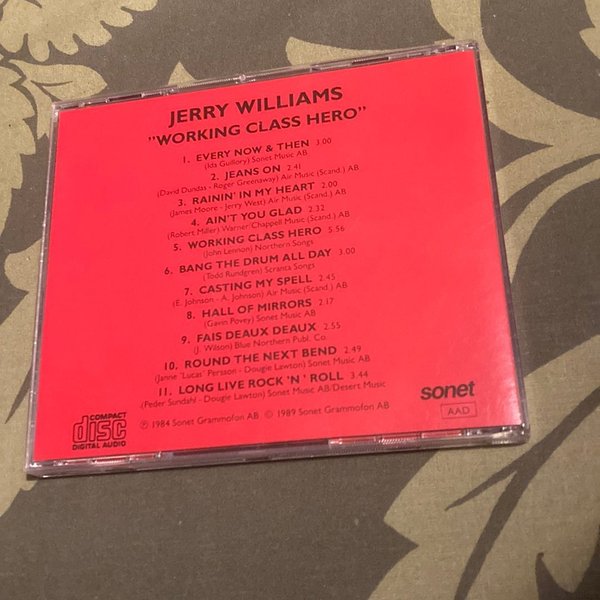 JERRY WILLIAMS
"WORKING CLASS HERO"
1. EVERY NOW & THEN 3.00
(Ida Guillory) Sonet Music AB
2. JEANS ON 2.41
(David Dundas - Roger Greenaway) Air Music (Scand.) AB
3. RAININ' IN MY HEART 2.00
(James Moore - Jerry West) Air Music (Scand.) AB
4. AIN'T YOU GLAD 2.32
(Robert Miller) Warner/Chappell Music (Scand.) AB
5. WORKING CLASS HERO 5.56
(John Lennon) Northern Songs
6. BANG THE DRUM ALL DAY 3.00
(Todd Rundgren) Screnta Songs
7. CASTING MY SPELL 2.45
(E. Johnson - A. Johnson) Air Music (Scand.) AB
8. HALL OF MIRRORS 2.17
(Gavin Povey) Sonet Music AB
9. FAIS DEAUX DEAUX 2.55
(J. Wilson) Blue Northern Publ. Co
10. ROUND THE NEXT BEND 2.49
(Janne "Lucas" Persson - Dougie Lawton) Sonet Music AB
11. LONG LIVE ROCK 'N' ROLL 3.44
(Peder Sundahl - Dougie Lawton) Sonet Music AB/Desert Music
℗ 1984 Sonet Grammofon AB © 1989 Sonet Grammofon AB
COMPACT
disc
DIGITAL AUDIO
sonet
AAD